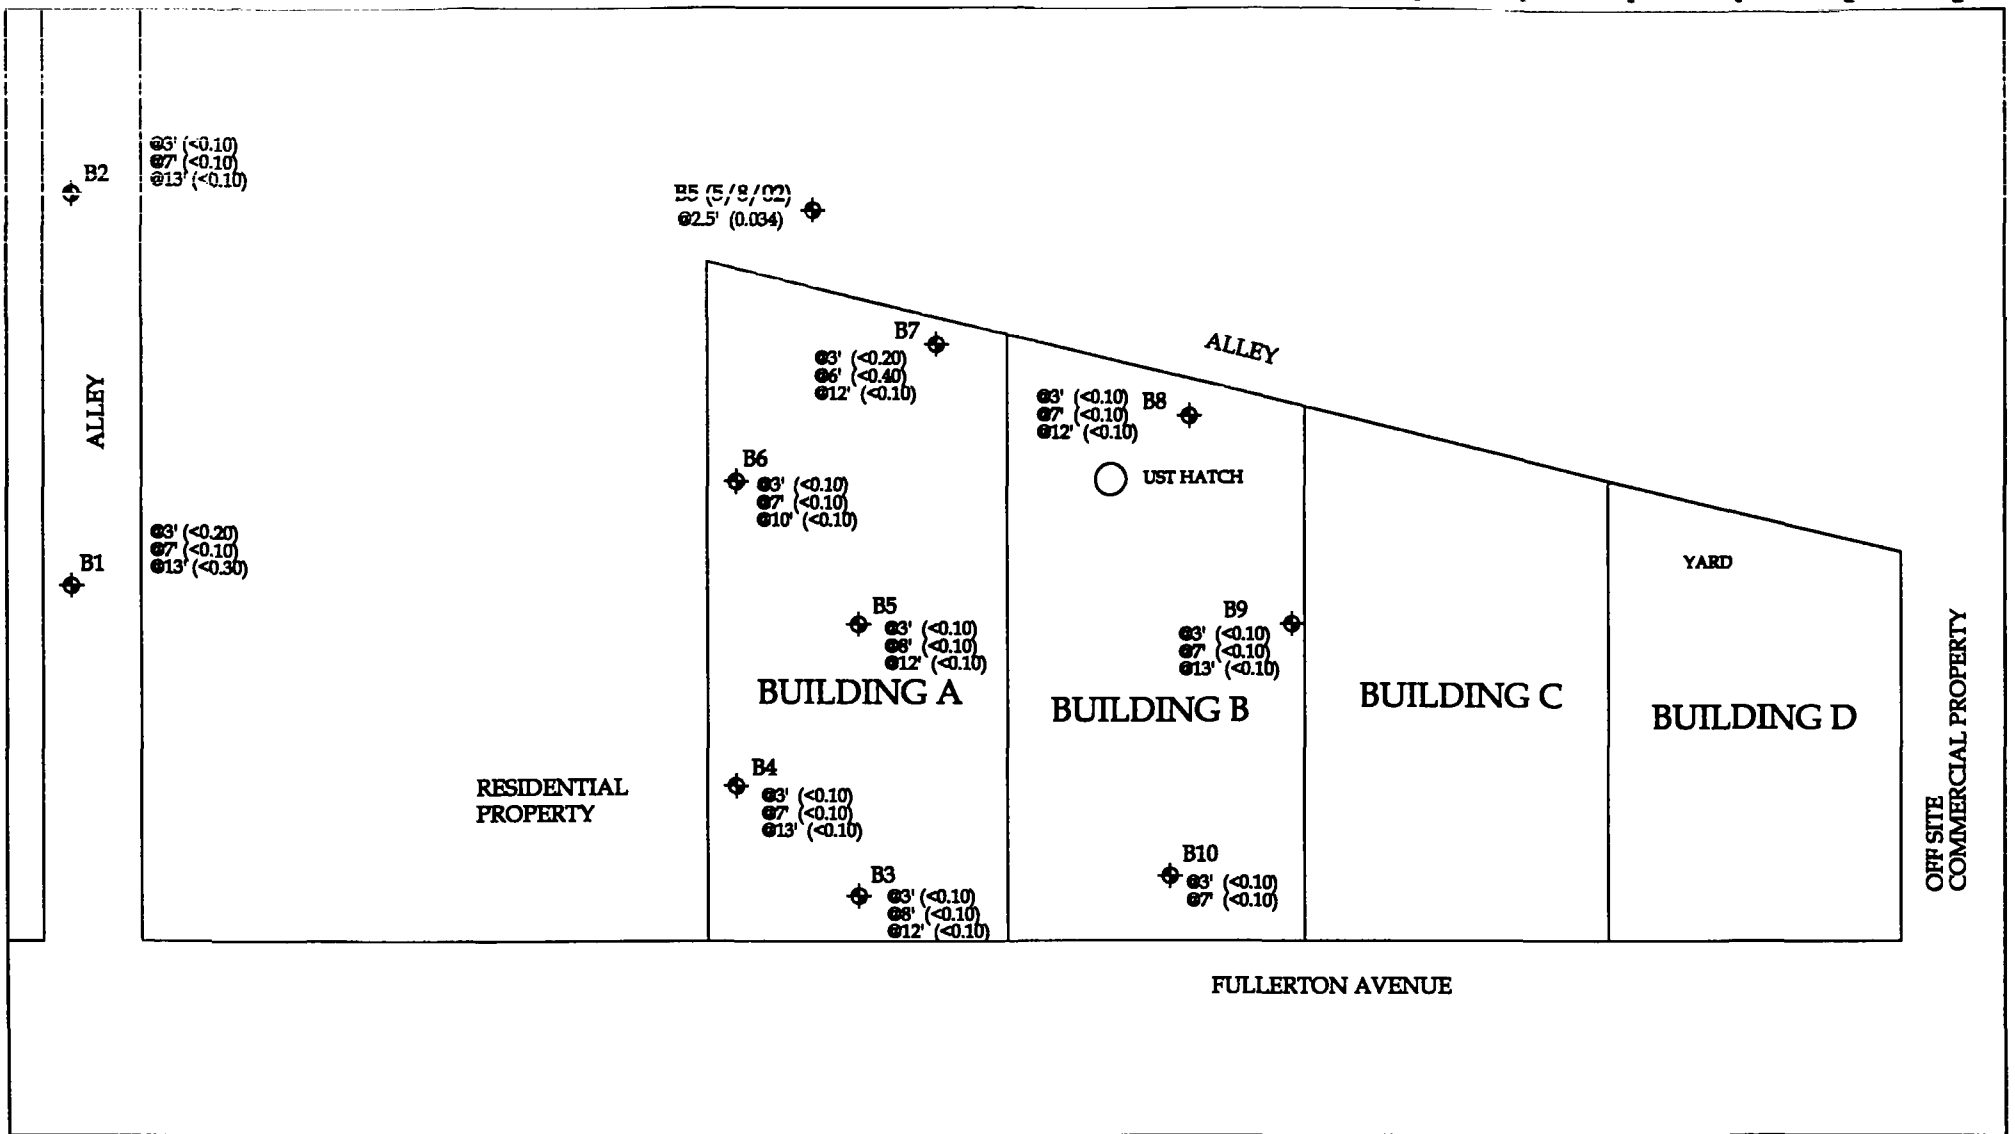 @3' (<0.10)
@7' (<0.10)
@13' (<0.10)
B2
B5 (5/8/02)
@2.5' (0.034)
B7
@3' (<0.20)
@6' (<0.40)
@12' (<0.10)
ALLEY
@3' (<0.10)
@7' (<0.10)
@12' (<0.10)
B8
ALLEY
B6
@3' (<0.10)
@7' (<0.10)
@10' (<0.10)
UST HATCH
@3' (<0.20)
@7' (<0.10)
@13' (<0.30)
B1
YARD
B5
@3' (<0.10)
@8' (<0.10)
@12' (<0.10)
B9
@3' (<0.10)
@7' (<0.10)
@13' (<0.10)
BUILDING A
BUILDING B
BUILDING C
BUILDING D
OFF SITE
COMMERCIAL PROPERTY
RESIDENTIAL
PROPERTY
B4
@3' (<0.10)
@7' (<0.10)
@13' (<0.10)
B3
@3' (<0.10)
@8' (<0.10)
@12' (<0.10)
B10
@3' (<0.10)
@7' (<0.10)
FULLERTON AVENUE